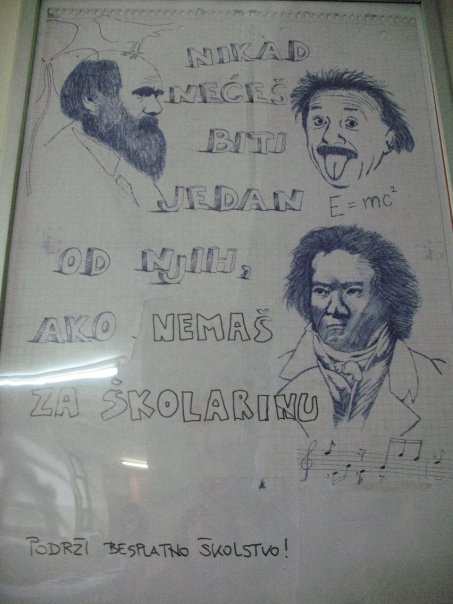 NIKAD
NEĆEŠ
BITI
JEDAN
E = mc²
OD NJIH,
AKO NEMAŠ
ZA ŠKOLARINU
PODRŽI BESPLATNO ŠKOLSTVO!